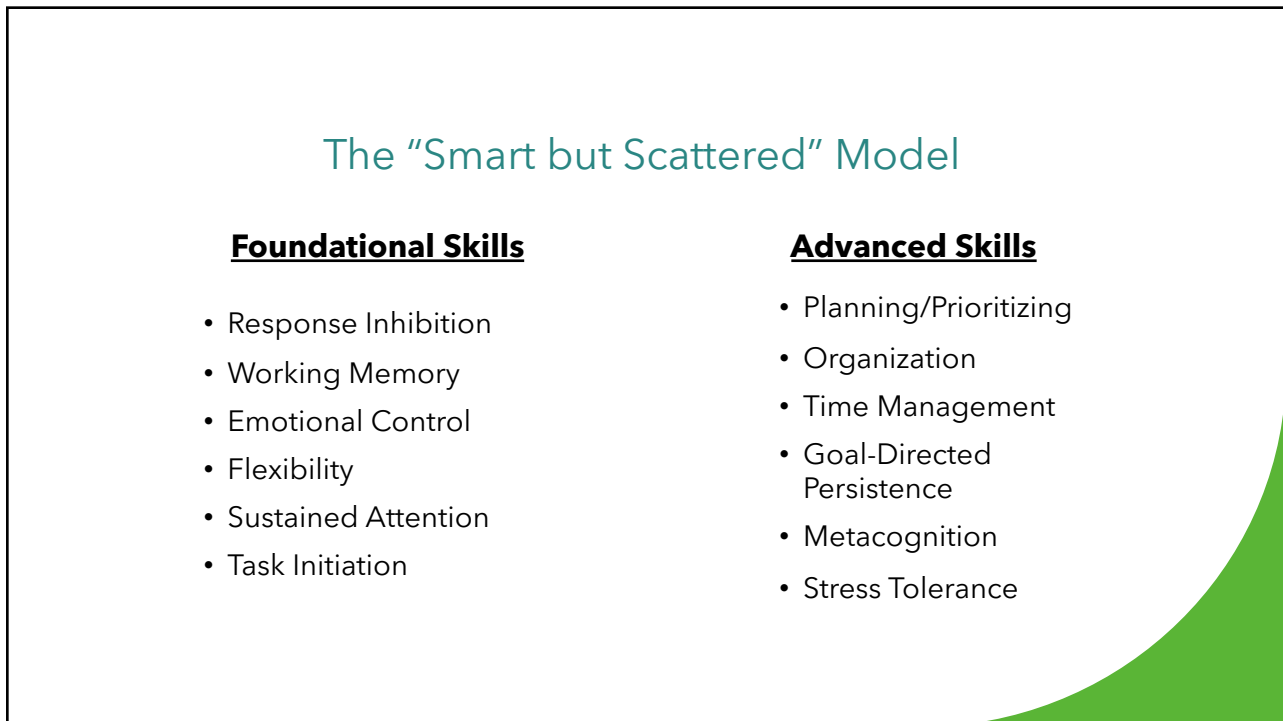 The “Smart but Scattered” Model
Foundational Skills
• Response Inhibition
• Working Memory
• Emotional Control
• Flexibility
• Sustained Attention
• Task Initiation
Advanced Skills
• Planning/Prioritizing
• Organization
• Time Management
• Goal-Directed
Persistence
• Metacognition
• Stress Tolerance